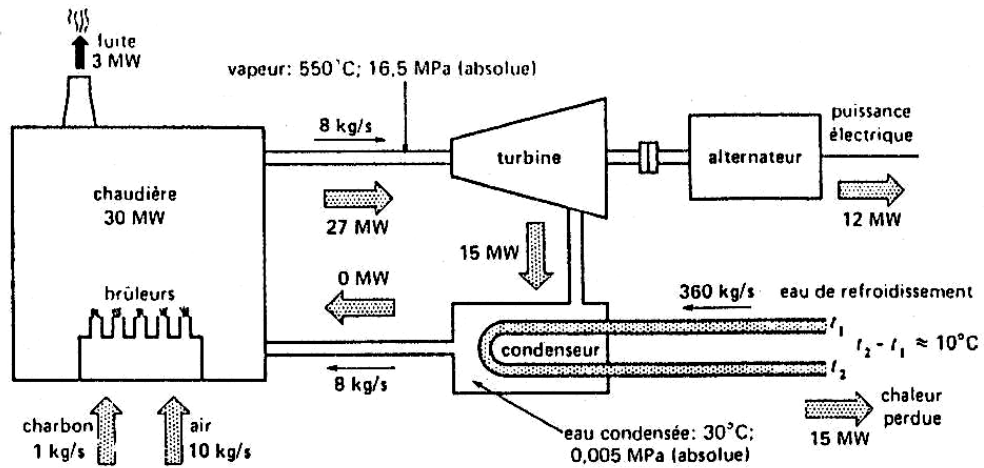 fuite
3 MW
vapeur: 550°C; 16,5 MPa (absolue)
8 kg/s
turbine
alternateur
puissance
électrique
chaudière
30 MW
27 MW
12 MW
15 MW
0 MW
brûleurs
360 kg/s
eau de refroidissement
condenseur
t1
t2 - t1 ≈ 10°C
t2
8 kg/s
charbon
1 kg/s
air
10 kg/s
eau condensée: 30°C;
0,005 MPa (absolue)
chaleur
perdue
15 MW